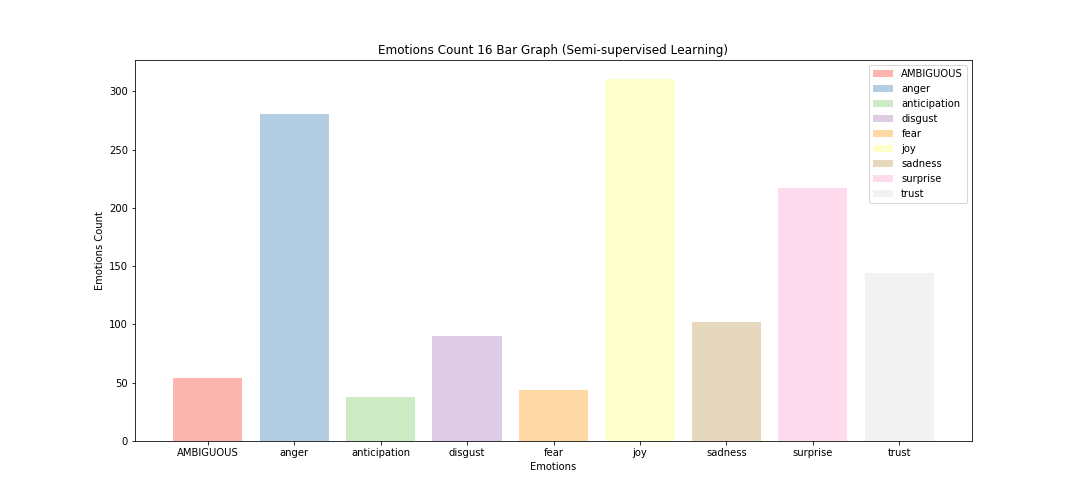 Emotions Count 16 Bar Graph (Semi-supervised Learning)
AMBIGUOUS
anger
anticipation
disgust
fear
joy
sadness
surprise
trust
Emotions Count
300
250
200
150
100
50
0
AMBIGUOUS anger anticipation disgust fear joy sadness surprise trust
Emotions